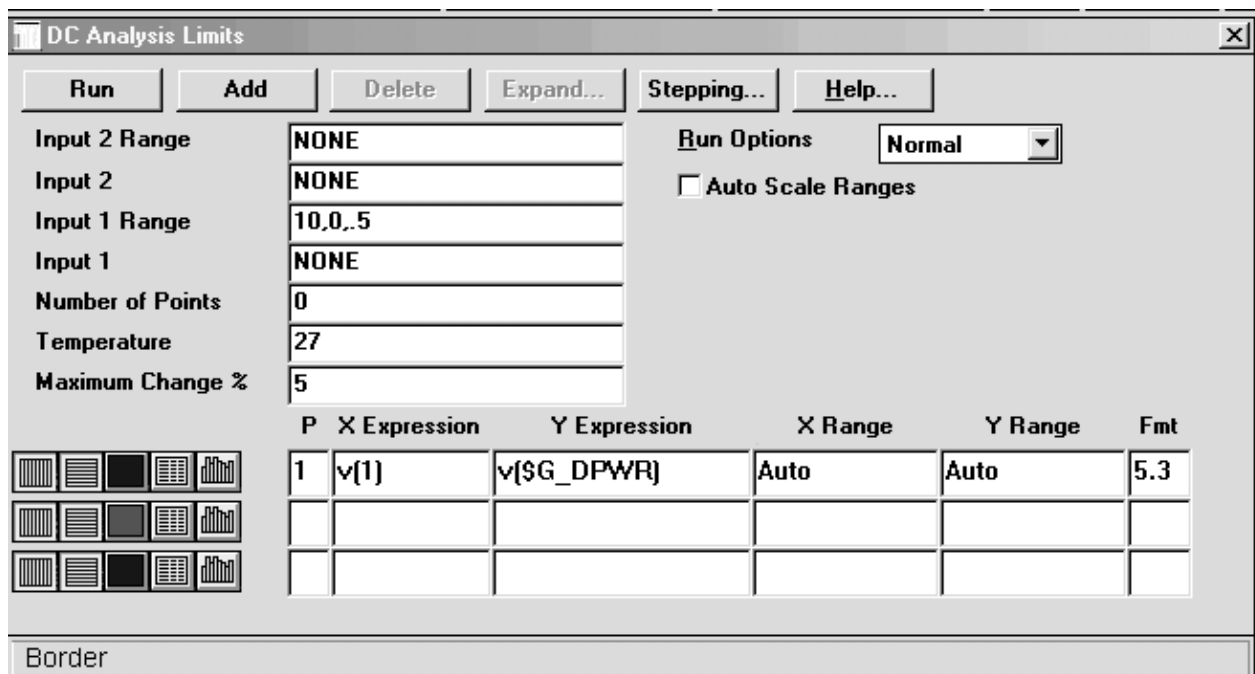 DC Analysis Limits
Run Add Delete Expand... Stepping... Help...
Input 2 Range NONE Run Options Normal
Input 2 NONE Auto Scale Ranges
Input 1 Range 10,0,.5
Input 1 NONE
Number of Points 0
Temperature 27
Maximum Change % 5
P X Expression Y Expression X Range Y Range Fmt
1 v(1) v($G_DPWR) Auto Auto 5.3
Border